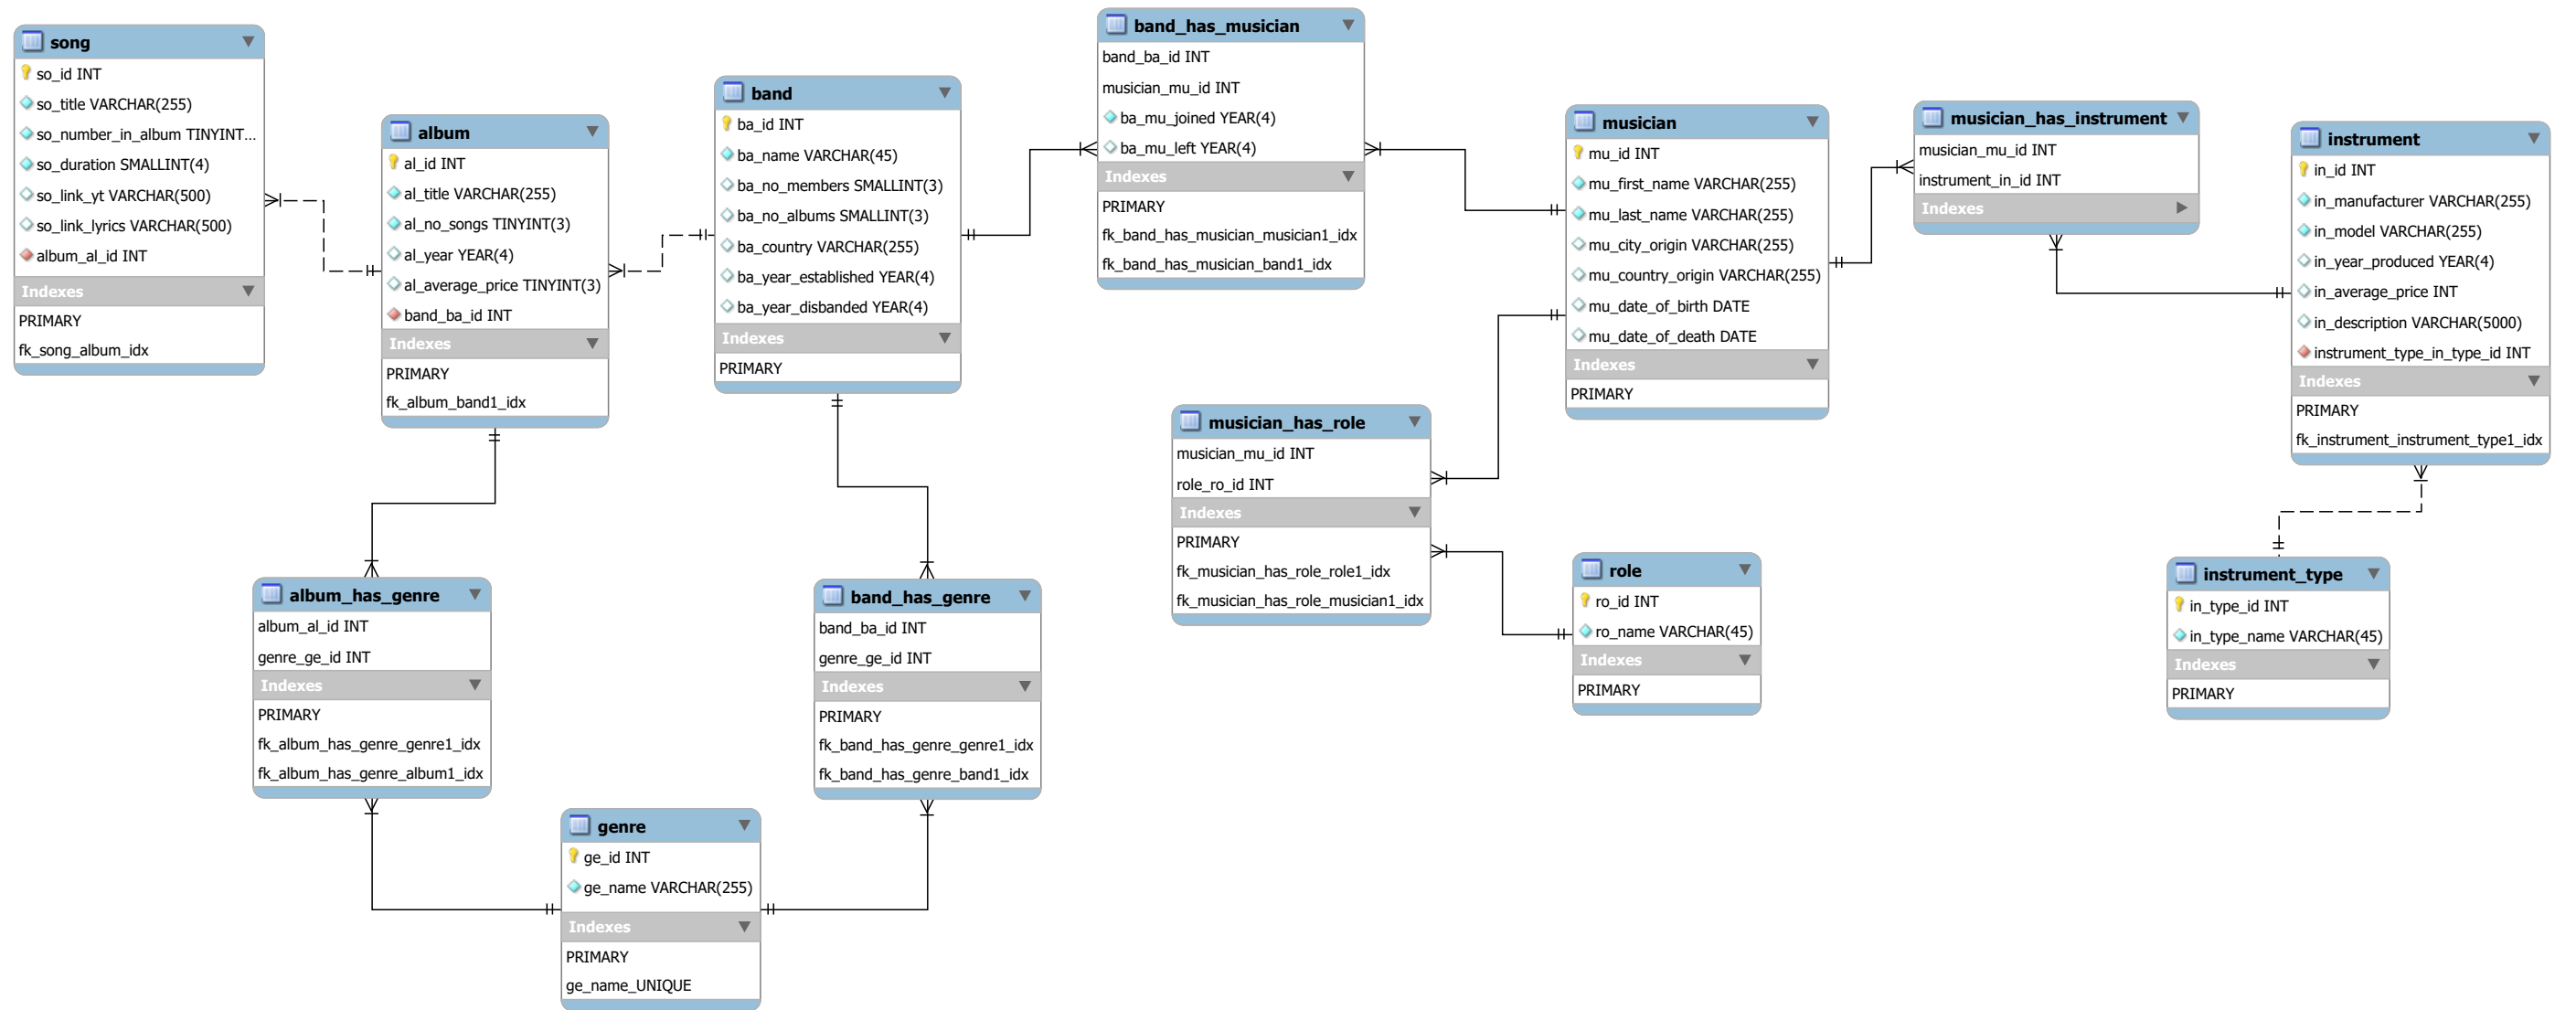 song
so_id INT
so_title VARCHAR(255)
so_number_in_album TINYINT...
so_duration SMALLINT(4)
so_link_yt VARCHAR(500)
so_link_lyrics VARCHAR(500)
album_al_id INT
Indexes
PRIMARY
fk_song_album_idx
album
al_id INT
al_title VARCHAR(255)
al_no_songs TINYINT(3)
al_year YEAR(4)
al_average_price TINYINT(3)
band_ba_id INT
Indexes
PRIMARY
fk_album_band1_idx
band
ba_id INT
ba_name VARCHAR(45)
ba_no_members SMALLINT(3)
ba_no_albums SMALLINT(3)
ba_country VARCHAR(255)
ba_year_established YEAR(4)
ba_year_disbanded YEAR(4)
Indexes
PRIMARY
band_has_musician
band_ba_id INT
musician_mu_id INT
ba_mu_joined YEAR(4)
ba_mu_left YEAR(4)
Indexes
PRIMARY
fk_band_has_musician_musician1_idx
fk_band_has_musician_band1_idx
musician
mu_id INT
mu_first_name VARCHAR(255)
mu_last_name VARCHAR(255)
mu_city_origin VARCHAR(255)
mu_country_origin VARCHAR(255)
mu_date_of_birth DATE
mu_date_of_death DATE
Indexes
PRIMARY
musician_has_instrument
musician_mu_id INT
instrument_in_id INT
Indexes
instrument
in_id INT
in_manufacturer VARCHAR(255)
in_model VARCHAR(255)
in_year_produced YEAR(4)
in_average_price INT
in_description VARCHAR(5000)
instrument_type_in_type_id INT
Indexes
PRIMARY
fk_instrument_instrument_type1_idx
musician_has_role
musician_mu_id INT
role_ro_id INT
Indexes
PRIMARY
fk_musician_has_role_role1_idx
fk_musician_has_role_musician1_idx
role
ro_id INT
ro_name VARCHAR(45)
Indexes
PRIMARY
instrument_type
in_type_id INT
in_type_name VARCHAR(45)
Indexes
PRIMARY
album_has_genre
album_al_id INT
genre_ge_id INT
Indexes
PRIMARY
fk_album_has_genre_genre1_idx
fk_album_has_genre_album1_idx
band_has_genre
band_ba_id INT
genre_ge_id INT
Indexes
PRIMARY
fk_band_has_genre_genre1_idx
fk_band_has_genre_band1_idx
genre
ge_id INT
ge_name VARCHAR(255)
Indexes
PRIMARY
ge_name_UNIQUE